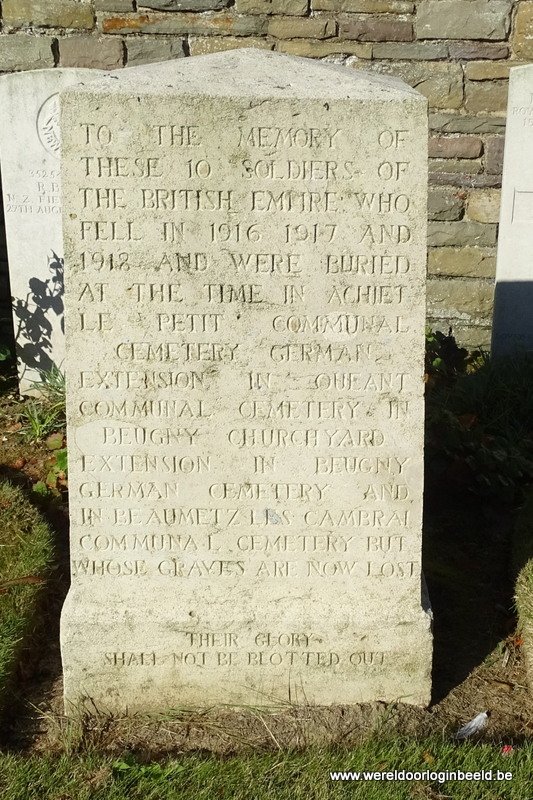 TO THE MEMORY OF
THESE 10 SOLDIERS OF
THE BRITISH EMPIRE WHO
FELL IN 1916 1917 AND
1918 AND WERE BURIED
AT THE TIME IN ACHIET
LE PETIT COMMUNAL
CEMETERY GERMAN
EXTENSION IN QUEANT
COMMUNAL CEMETERY IN
BEUGNY CHURCHYARD
EXTENSION IN BEUGNY
GERMAN CEMETERY AND
IN BEAUMETZ LES CAMBRAI
COMMUNAL CEMETERY BUT
WHOSE GRAVES ARE NOW LOST
THEIR GLORY
SHALL NOT BE BLOTTED OUT
www.wereldoorloginbeeld.be